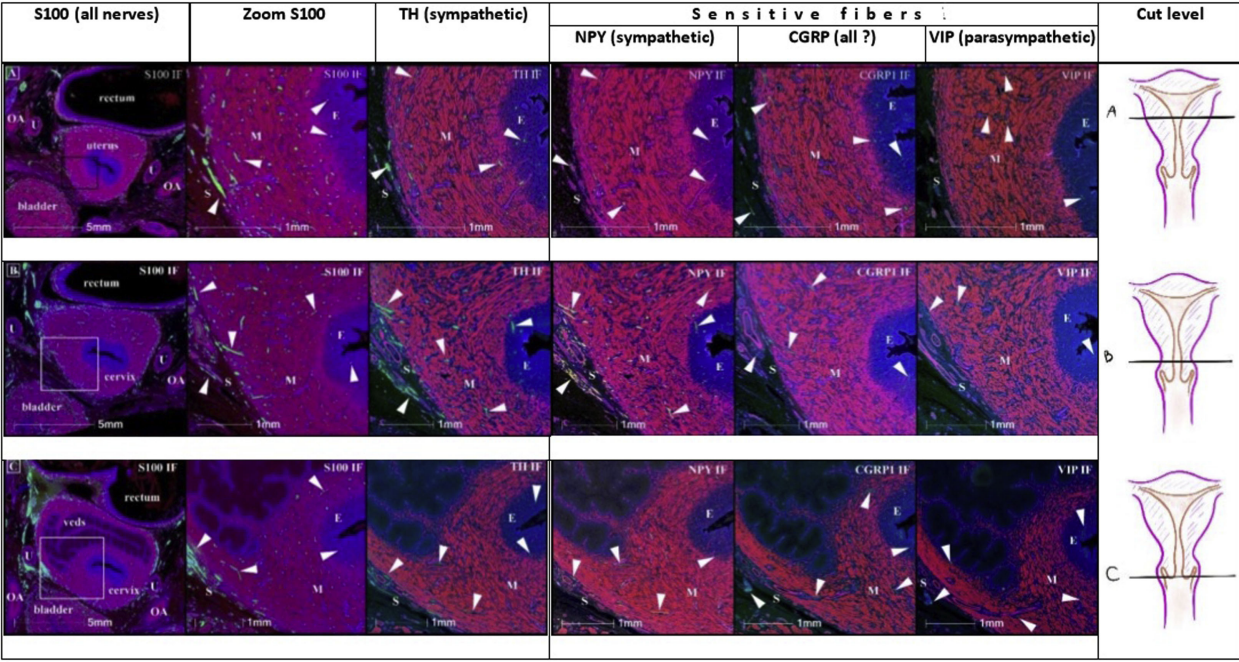 S100 (all nerves) Zoom S100 TH (sympathetic) Sensitive fibers Cut level
NPY (sympathetic) CGRP (all ?) VIP (parasympathetic)
A S100 IF S100 IF TH IF NPY IF CGRP1 IF VIP IF
rectum
OA U E E E E E A
uterus M M M M M
U
OA S S S S S
bladder
5mm 1mm 1mm 1mm 1mm 1mm
B S100 IF S100 IF TH IF NPY IF CGRP1 IF VIP IF
rectum
U U E E E E E B
cervix OA S M S M S M S M S M
bladder
5mm 1mm 1mm 1mm 1mm 1mm
C S100 IF S100 IF TH IF NPY IF CGRP1 IF VIP IF
rectum
E E E E E
U M M M M M C
cervix U S S S S S
OA bladder OA
5mm 1mm 1mm 1mm 1mm 1mm